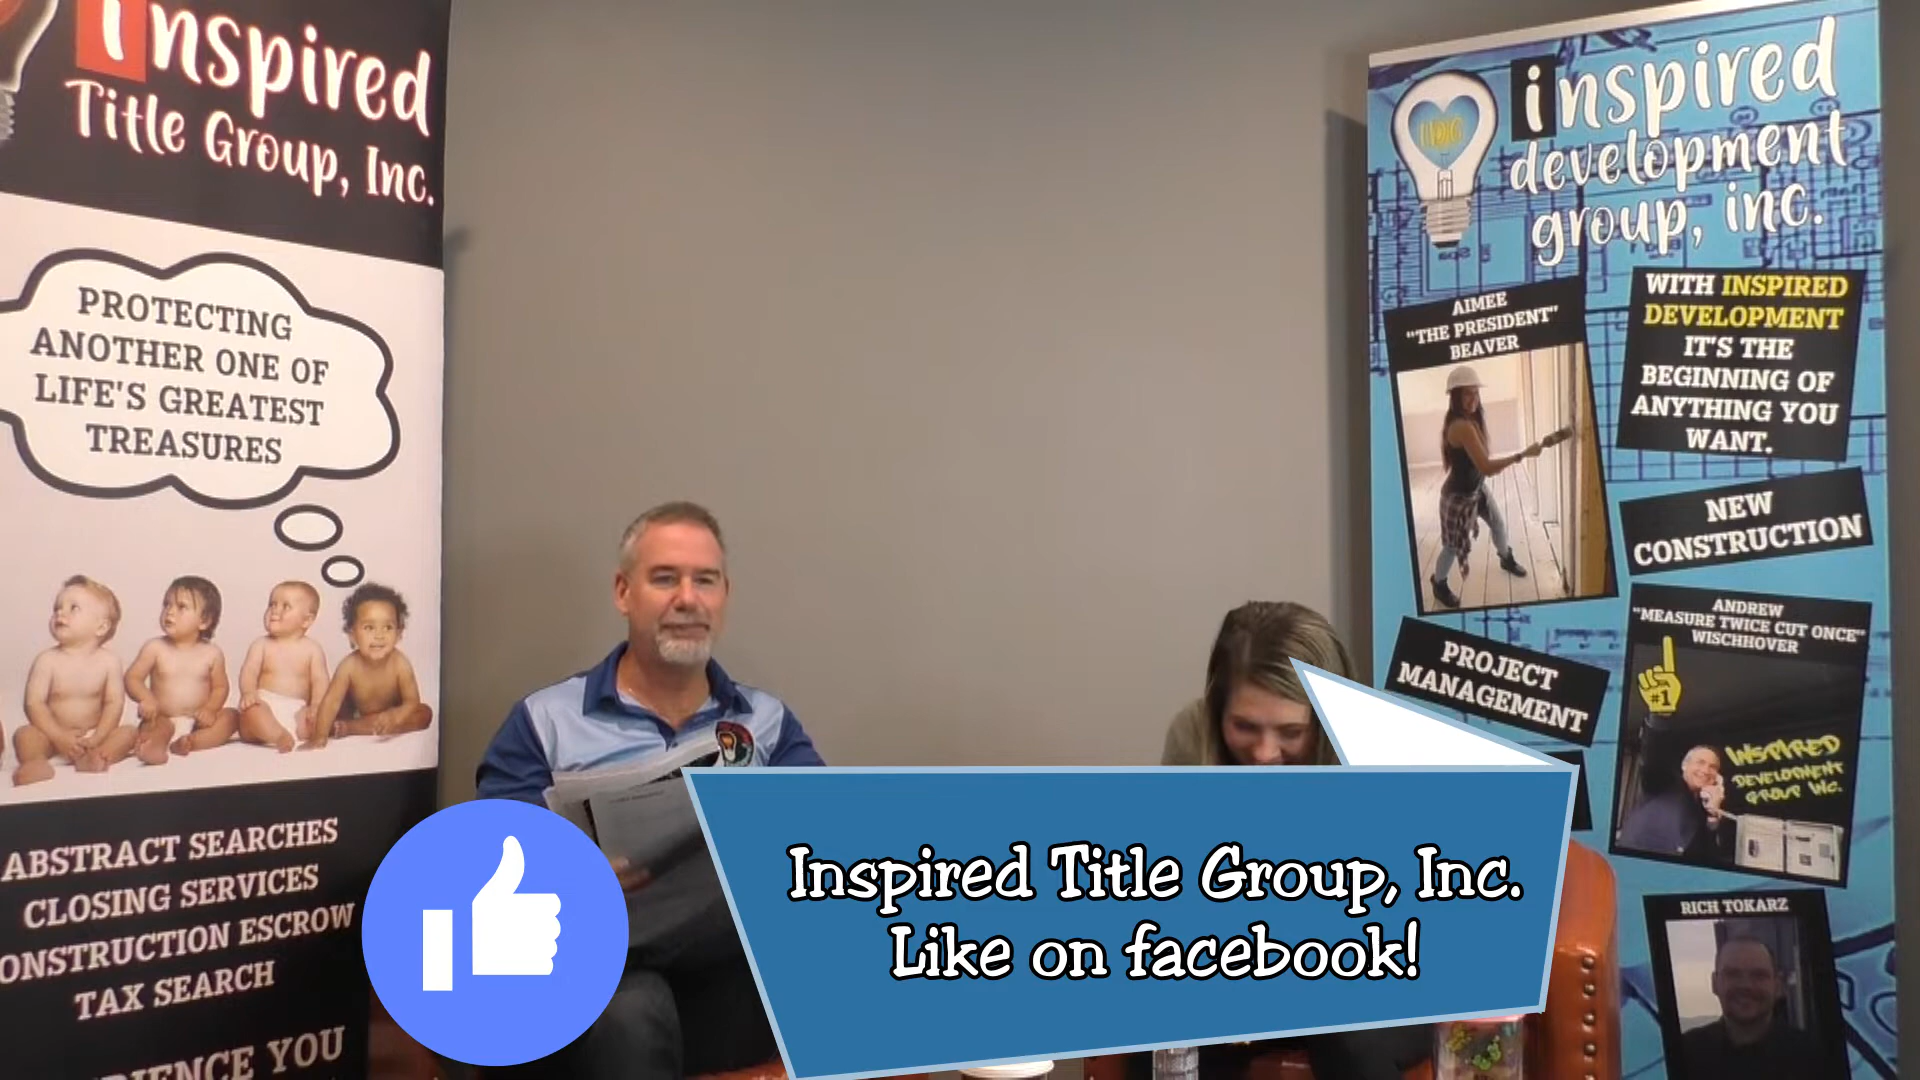 inspired
Title Group, Inc.
PROTECTING
ANOTHER ONE OF
LIFE'S GREATEST
TREASURES
ABSTRACT SEARCHES
CLOSING SERVICES
ONSTRUCTION ESCROW
TAX SEARCH
RIENCE YOU
inspired
development
group, inc.
AIMEE
"THE PRESIDENT"
BEAVER
WITH INSPIRED
DEVELOPMENT
IT'S THE
BEGINNING OF
ANYTHING YOU
WANT.
NEW
CONSTRUCTION
PROJECT
MANAGEMENT
ANDREW
"MEASURE TWICE CUT ONCE"
WISCHHOVER
#1
INSPIRED
DEVELOPMENT
GROUP INC.
RICH TOKARZ
Inspired Title Group, Inc.
Like on facebook!